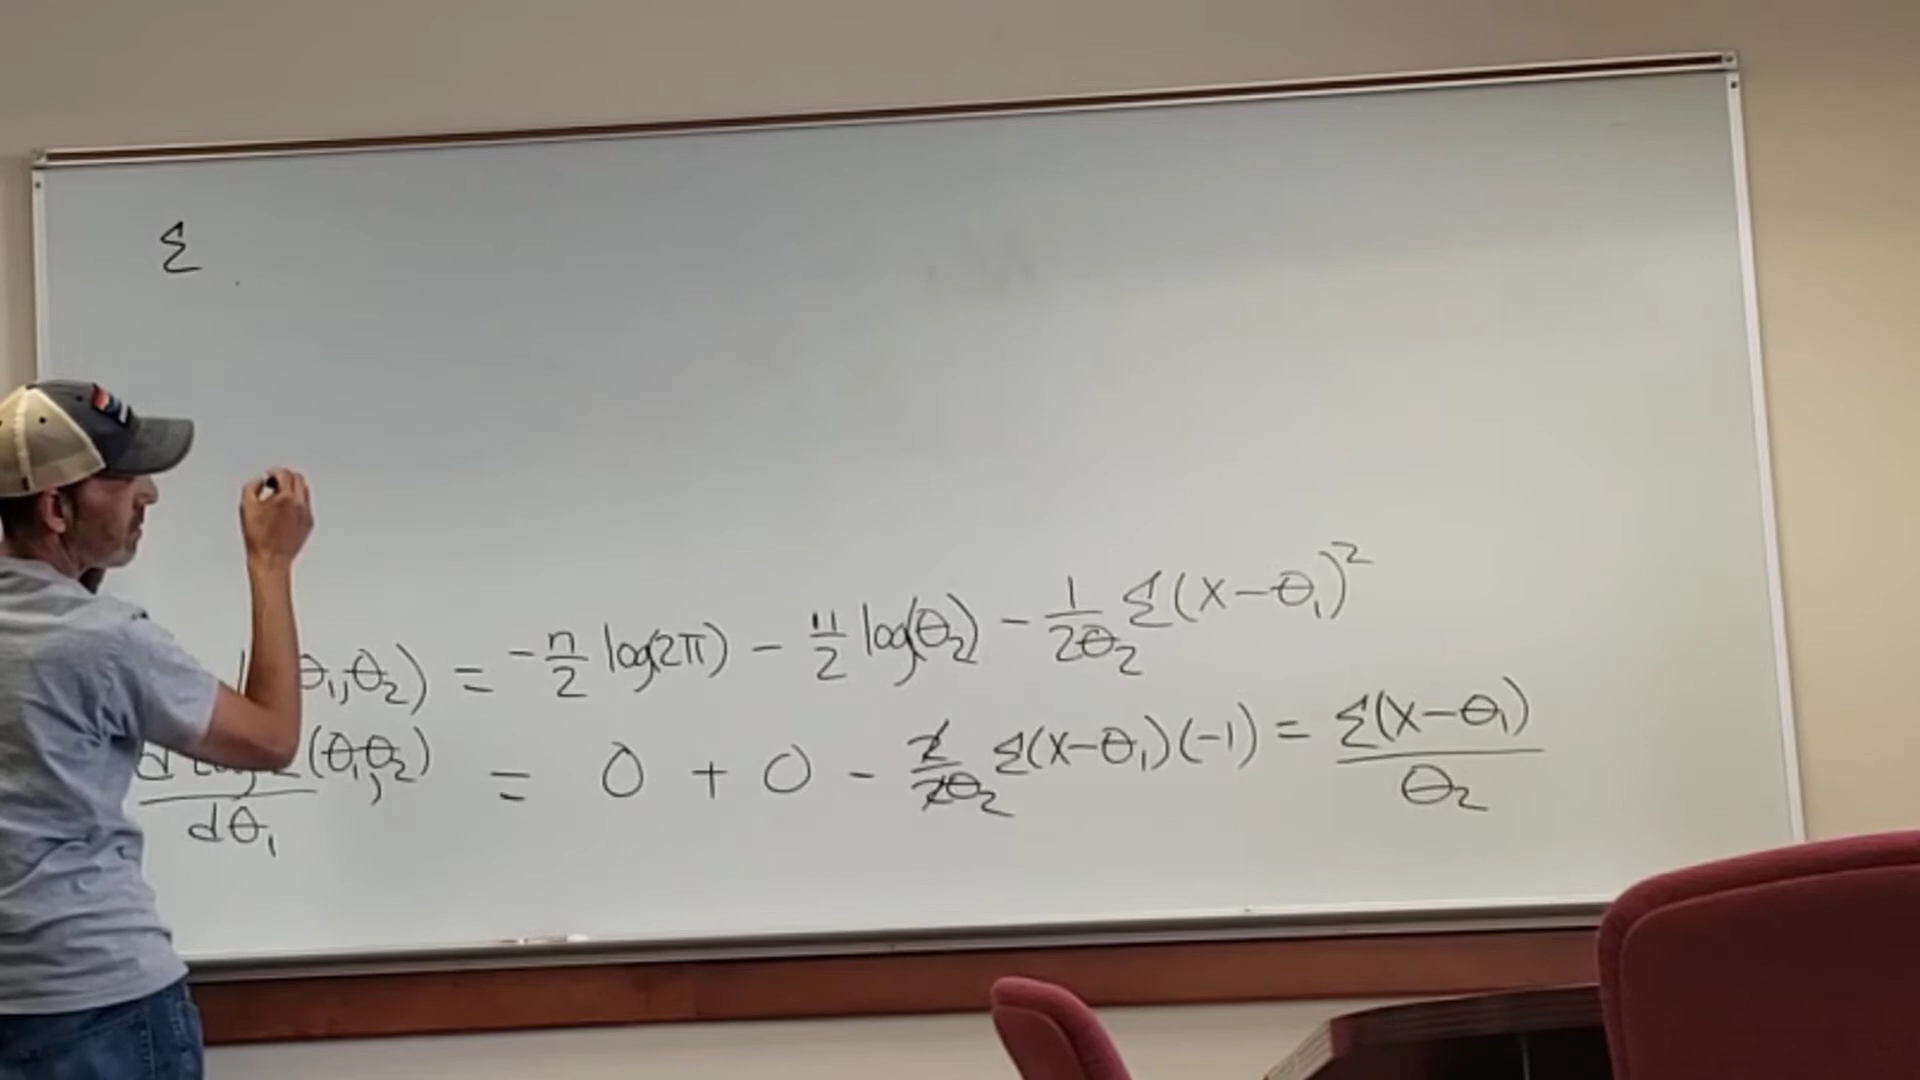 Σ
θ₁,θ₂) = -n/2 log(2π) - n/2 log(θ₂) - 1/2θ₂ Σ(x-θ₁)²
d log L(θ₁,θ₂)/dθ₁ = 0 + 0 - 2/2θ₂ Σ(x-θ₁)(-1) = Σ(x-θ₁)/θ₂